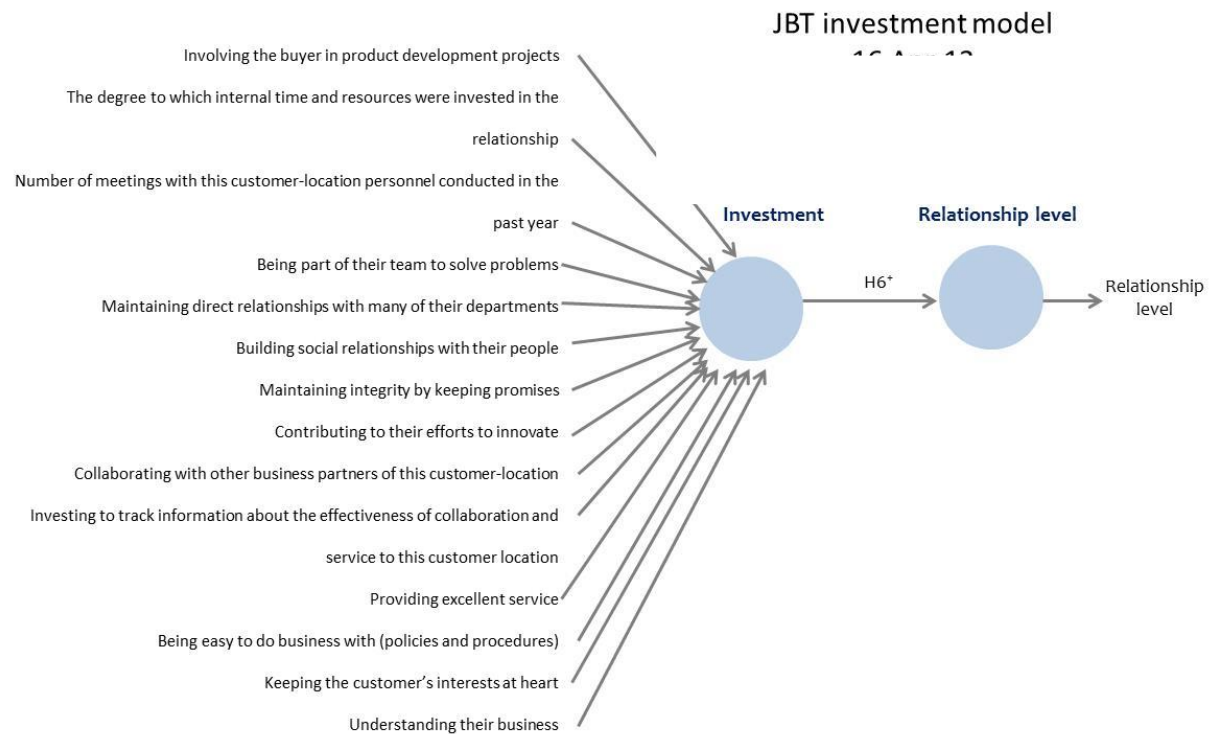 JBT investment model
Involving the buyer in product development projects
The degree to which internal time and resources were invested in the
relationship
Number of meetings with this customer-location personnel conducted in the
past year
Being part of their team to solve problems
Maintaining direct relationships with many of their departments
Building social relationships with their people
Maintaining integrity by keeping promises
Contributing to their efforts to innovate
Collaborating with other business partners of this customer-location
Investing to track information about the effectiveness of collaboration and
service to this customer location
Providing excellent service
Being easy to do business with (policies and procedures)
Keeping the customer’s interests at heart
Understanding their business
Investment
H6⁺
Relationship level
Relationship
level